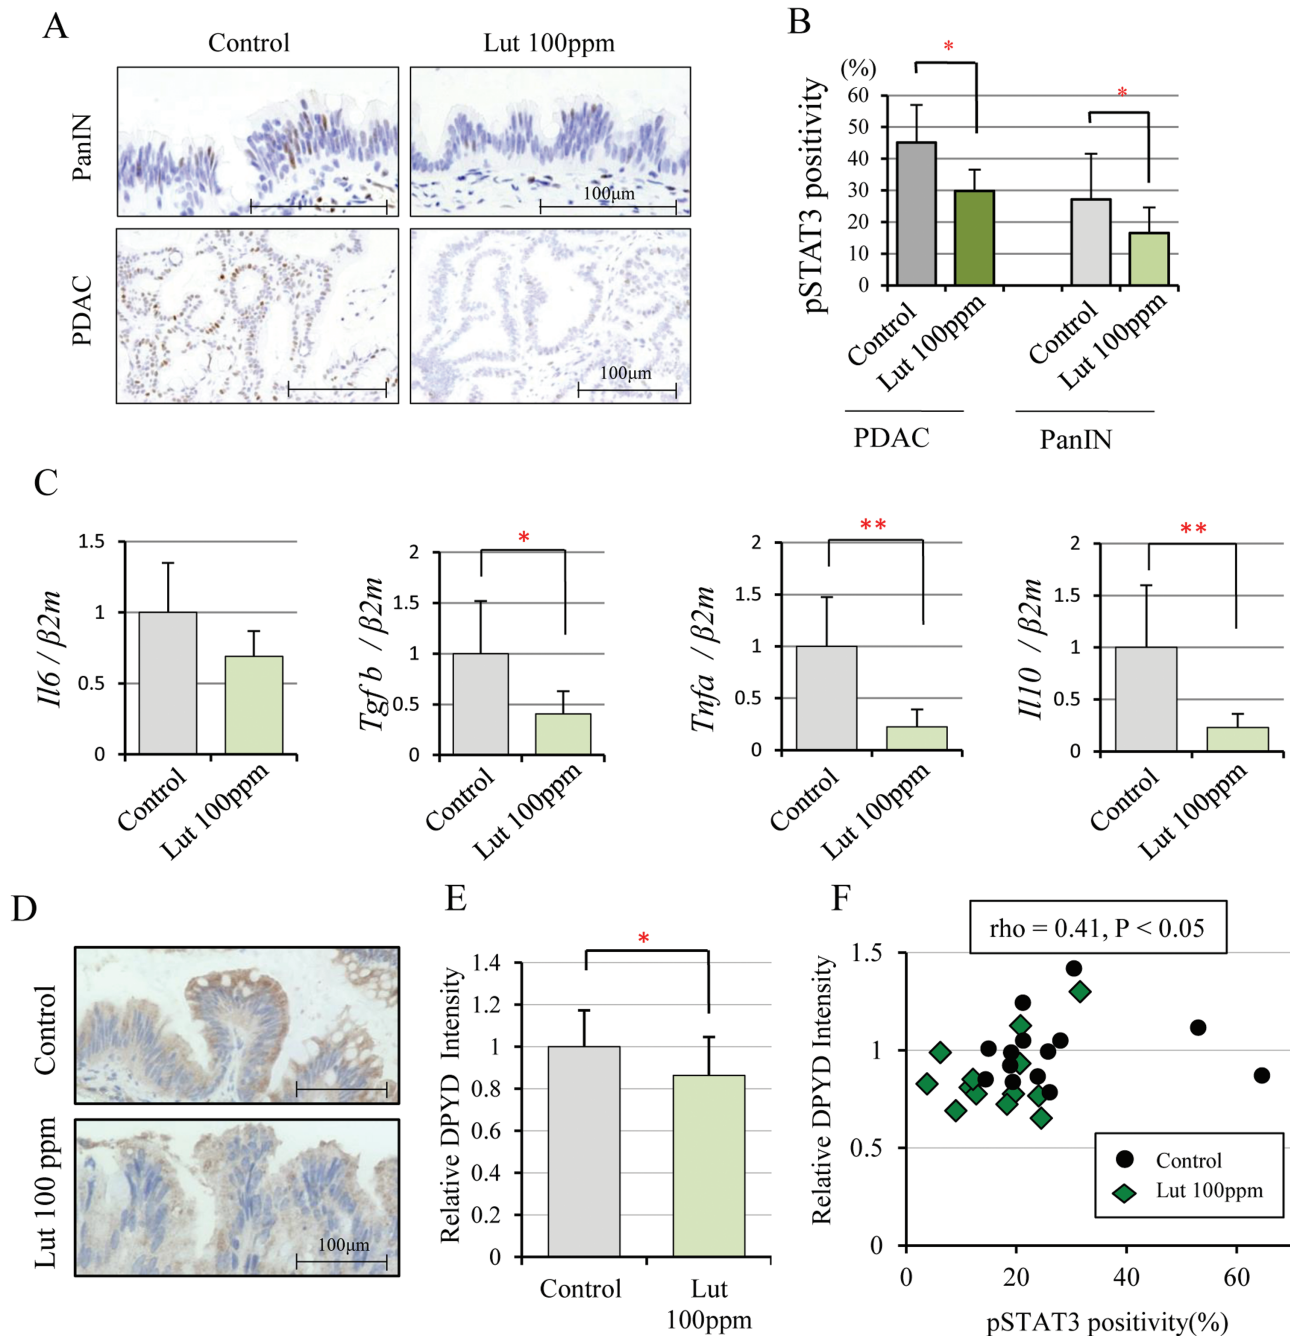 A
Control
Lut 100ppm
PanIN
100μm
PDAC
100μm
B
(%)
*
*
pSTAT3 positivity
60
50
40
30
20
10
0
Control
Lut 100ppm
Control
Lut 100ppm
PDAC
PanIN
C
Il6 / β2m
1.5
1
0.5
0
Control
Lut 100ppm
*
Tgf b / β2m
2
1.5
1
0.5
0
Control
Lut 100ppm
**
Tnfa / β2m
2
1.5
1
0.5
0
Control
Lut 100ppm
**
Il10 / β2m
2
1.5
1
0.5
0
Control
Lut 100ppm
D
Control
Lut 100 ppm
100μm
E
*
Relative DPYD Intensity
1.4
1.2
1
0.8
0.6
0.4
0.2
0
Control
Lut
100ppm
F
rho = 0.41, P < 0.05
Relative DPYD Intensity
1.5
1
0.5
0
Control
Lut 100ppm
0
20
40
60
pSTAT3 positivity(%)